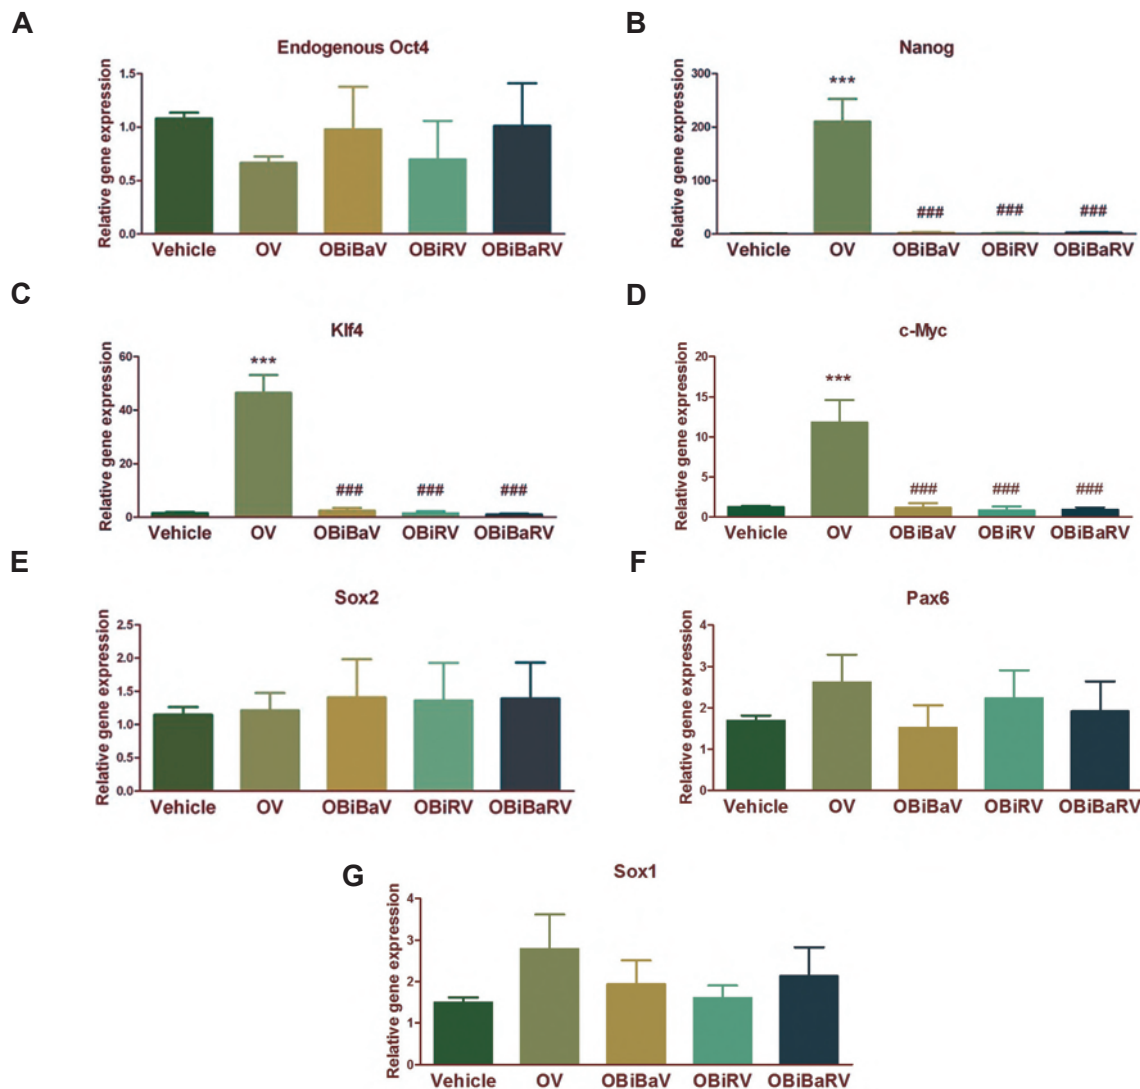 A
Endogenous Oct4
Relative gene expression
1.5
1.0
0.5
0.0
Vehicle OV OBiBaV OBiRV OBiBaRV
B
Nanog
Relative gene expression
300
200
100
0
***
### ### ###
Vehicle OV OBiBaV OBiRV OBiBaRV
C
Klf4
Relative gene expression
60
40
20
0
***
### ### ###
Vehicle OV OBiBaV OBiRV OBiBaRV
D
c-Myc
Relative gene expression
20
15
10
5
0
***
### ### ###
Vehicle OV OBiBaV OBiRV OBiBaRV
E
Sox2
Relative gene expression
2.5
2.0
1.5
1.0
0.5
0.0
Vehicle OV OBiBaV OBiRV OBiBaRV
F
Pax6
Relative gene expression
4
3
2
1
0
Vehicle OV OBiBaV OBiRV OBiBaRV
G
Sox1
Relative gene expression
4
3
2
1
0
Vehicle OV OBiBaV OBiRV OBiBaRV